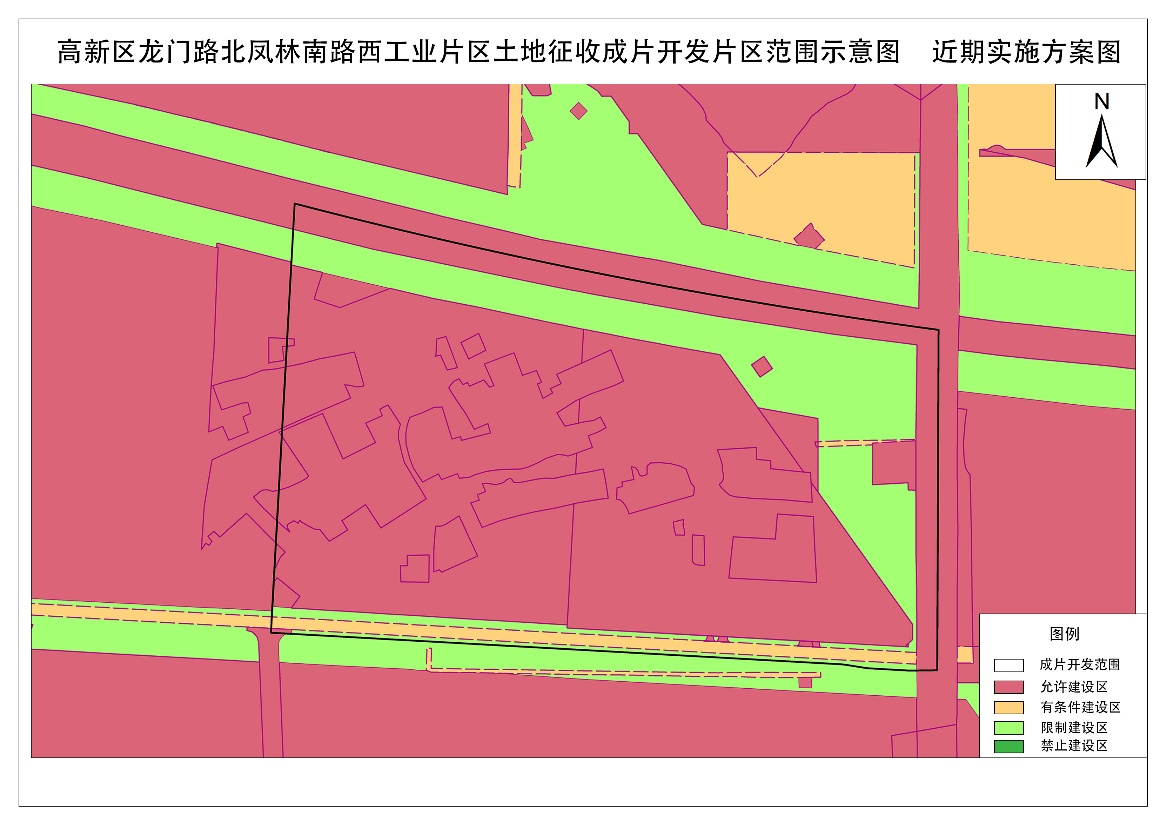 高新区龙门路北凤林南路西工业片区土地征收成片开发片区范围示意图 近期实施方案图
N
图例
成片开发范围
允许建设区
有条件建设区
限制建设区
禁止建设区